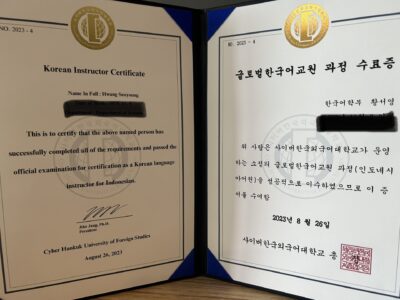 NO. 2023 - 4
Korean Instructor Certificate
Name In Full : Hwang Seoyoung
This is to certify that the above named person has
successfully completed all of the requirements and passed the
official examination for certification as a Korean language
instructor for Indonesian.
Jang, Ph.D.
President
Cyber Hankuk University of Foreign Studies
August 26, 2023
NO. 2023 - 4
글로벌한국어교원 과정 수료증
한국어학부 황서영
위 사람은 사이버한국외국어대학교가 운영
하는 소정의 글로벌한국어교원 과정(인도네시
아어권)을 성공적으로 이수하였으므로 이 증
서를 수여함
2023년 8월 26일
사이버한국외국어대학교 총